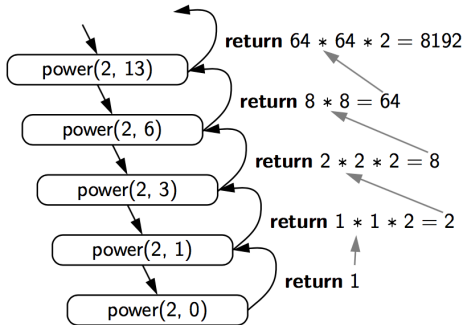 return 64 * 64 * 2 = 8192
power(2, 13)
return 8 * 8 = 64
power(2, 6)
return 2 * 2 * 2 = 8
power(2, 3)
return 1 * 1 * 2 = 2
power(2, 1)
return 1
power(2, 0)